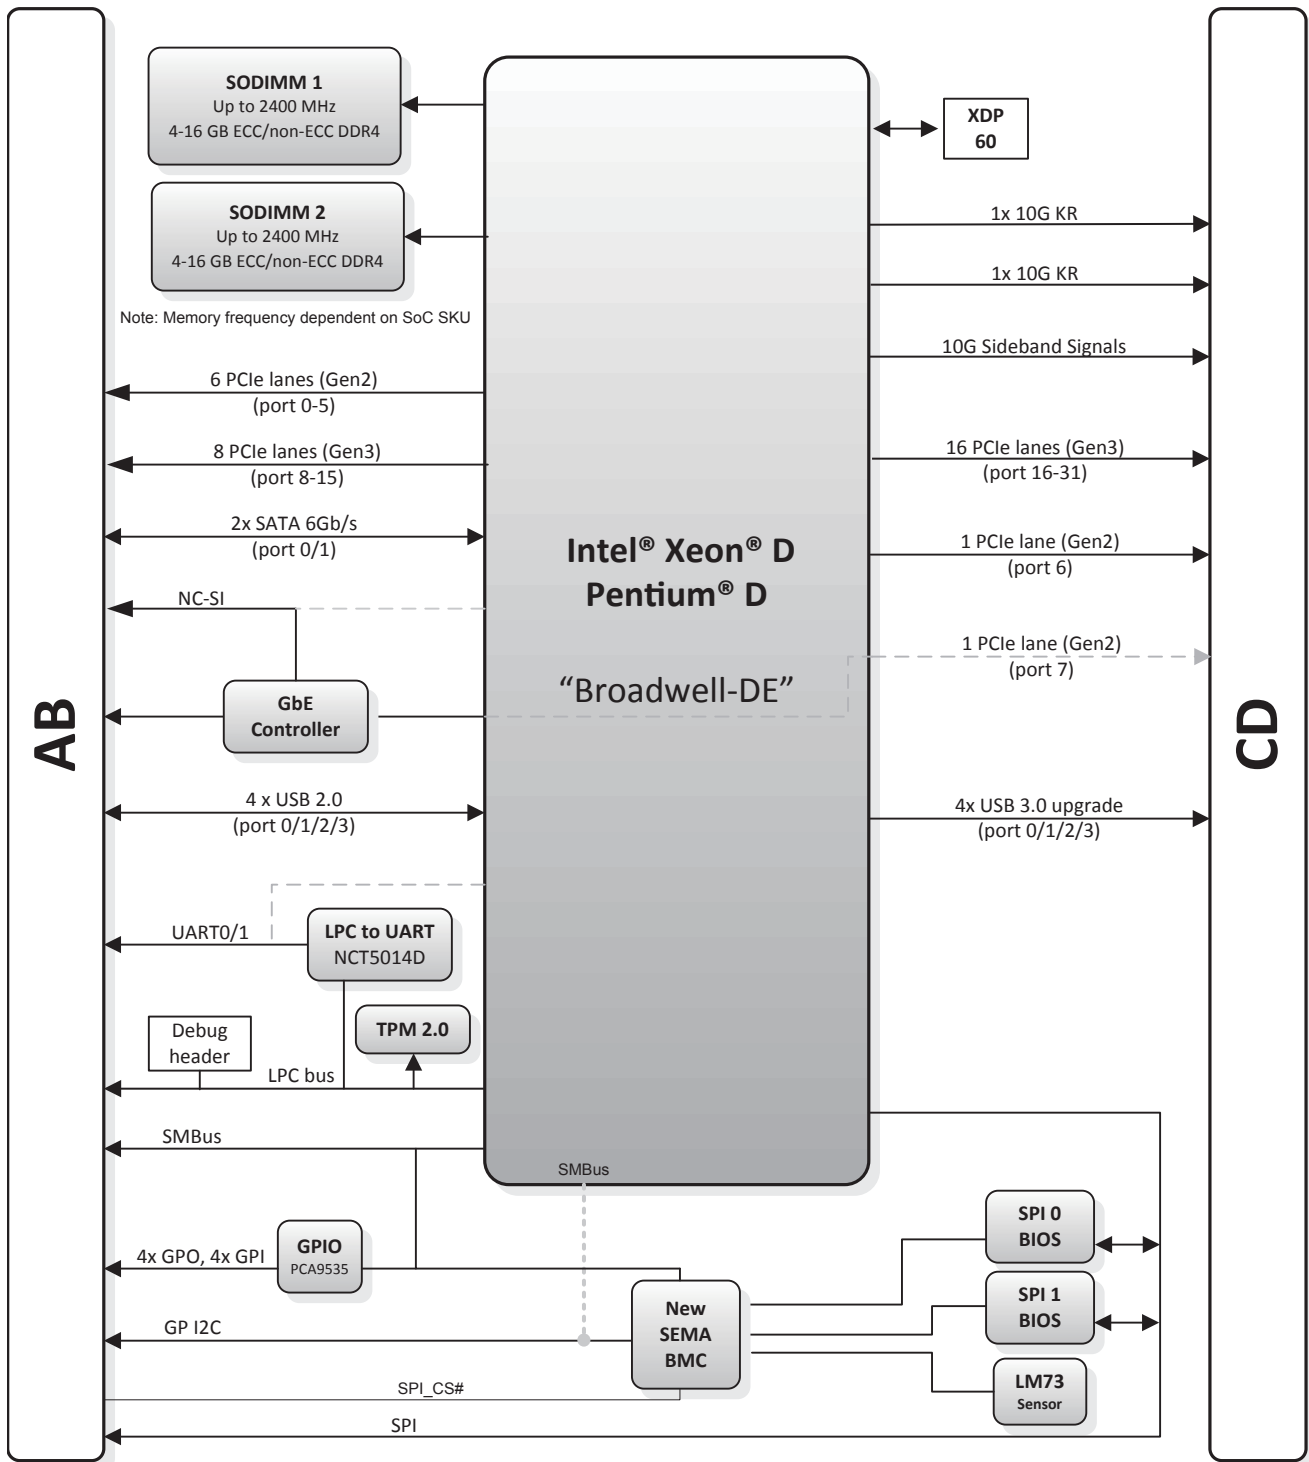 SODIMM 1
Up to 2400 MHz
4-16 GB ECC/non-ECC DDR4
SODIMM 2
Up to 2400 MHz
4-16 GB ECC/non-ECC DDR4
Note: Memory frequency dependent on SoC SKU
6 PCIe lanes (Gen2)
(port 0-5)
8 PCIe lanes (Gen3)
(port 8-15)
2x SATA 6Gb/s
(port 0/1)
NC-SI
GbE
Controller
AB
4 x USB 2.0
(port 0/1/2/3)
UART0/1
LPC to UART
NCT5014D
TPM 2.0
Debug
header
LPC bus
SMBus
4x GPO, 4x GPI
GPIO
PCA9535
GP I2C
SPI_CS#
SPI
Intel® Xeon® D
Pentium® D
“Broadwell-DE”
SMBus
New
SEMA
BMC
XDP
60
1x 10G KR
1x 10G KR
10G Sideband Signals
16 PCIe lanes (Gen3)
(port 16-31)
1 PCIe lane (Gen2)
(port 6)
1 PCIe lane (Gen2)
(port 7)
CD
4x USB 3.0 upgrade
(port 0/1/2/3)
SPI 0
BIOS
SPI 1
BIOS
LM73
Sensor